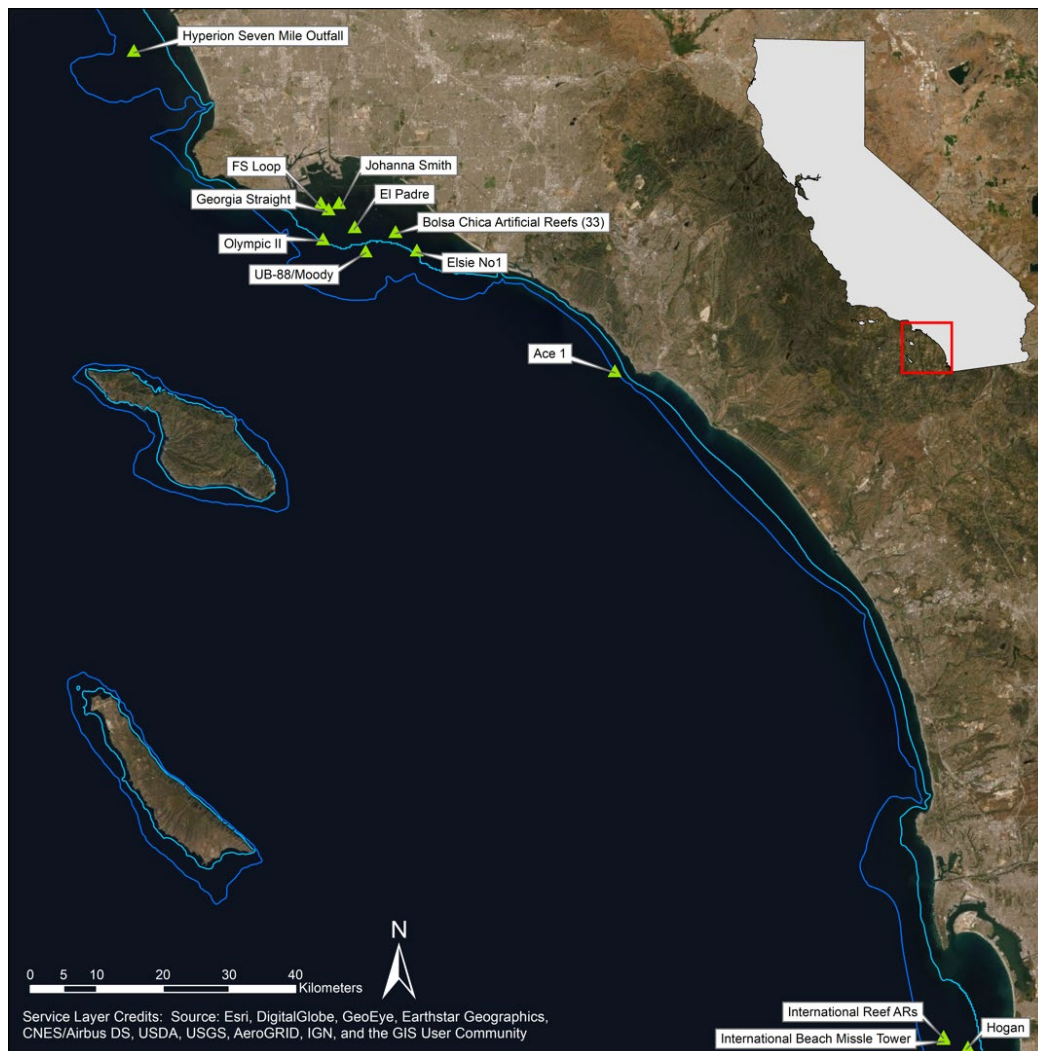 Hyperion Seven Mile Outfall
FS Loop
Johanna Smith
Georgia Straight
El Padre
Bolsa Chica Artificial Reefs (33)
Olympic II
UB-88/Moody
Elsie No1
Ace 1
N
0 5 10 20 30 40
Kilometers
Service Layer Credits: Source: Esri, DigitalGlobe, GeoEye, Earthstar Geographics,
CNES/Airbus DS, USDA, USGS, AeroGRID, IGN, and the GIS User Community
International Reef ARs
International Beach Missle Tower
Hogan